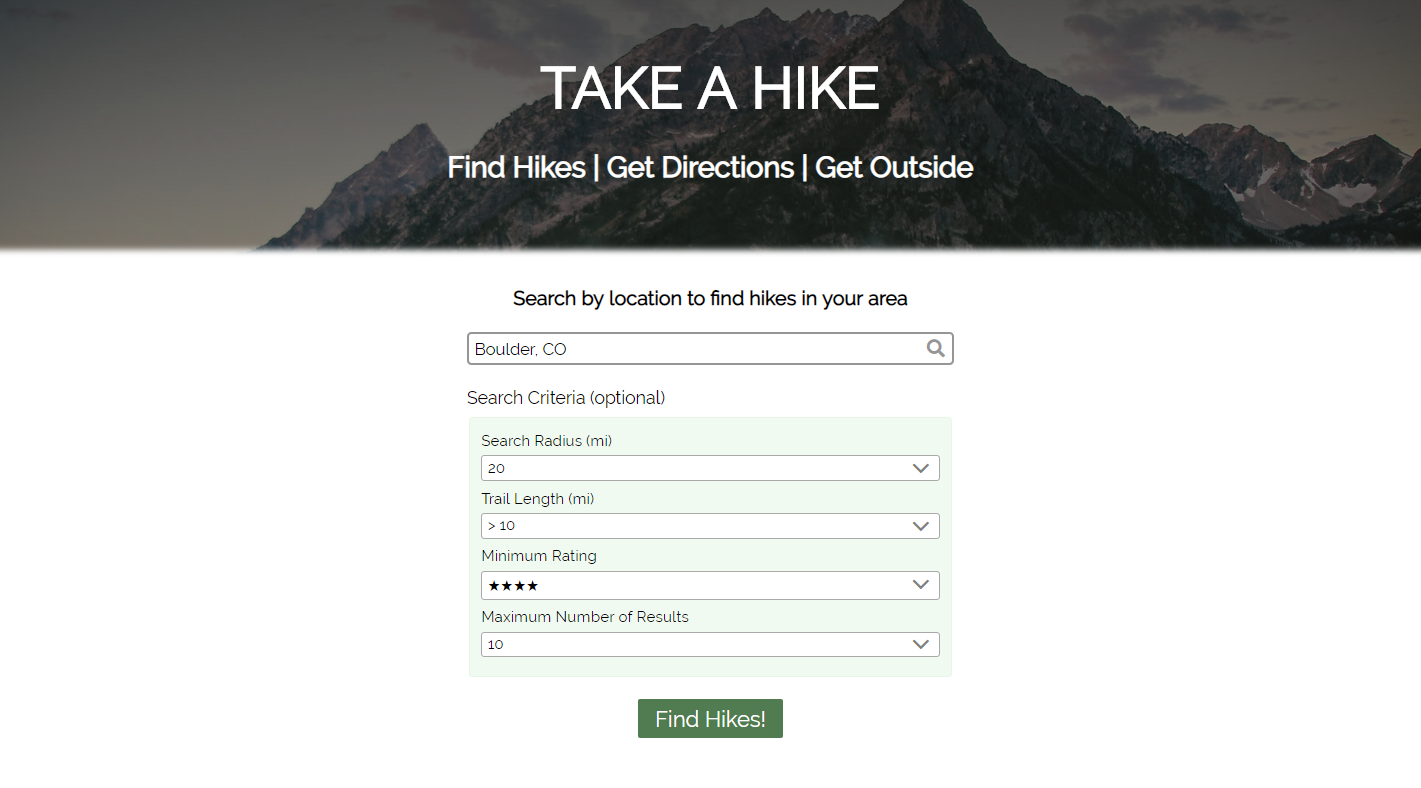 TAKE A HIKE
Find Hikes | Get Directions | Get Outside
Search by location to find hikes in your area
Boulder, CO
Search Criteria (optional)
Search Radius (mi)
20
Trail Length (mi)
> 10
Minimum Rating
★★★★
Maximum Number of Results
10
Find Hikes!